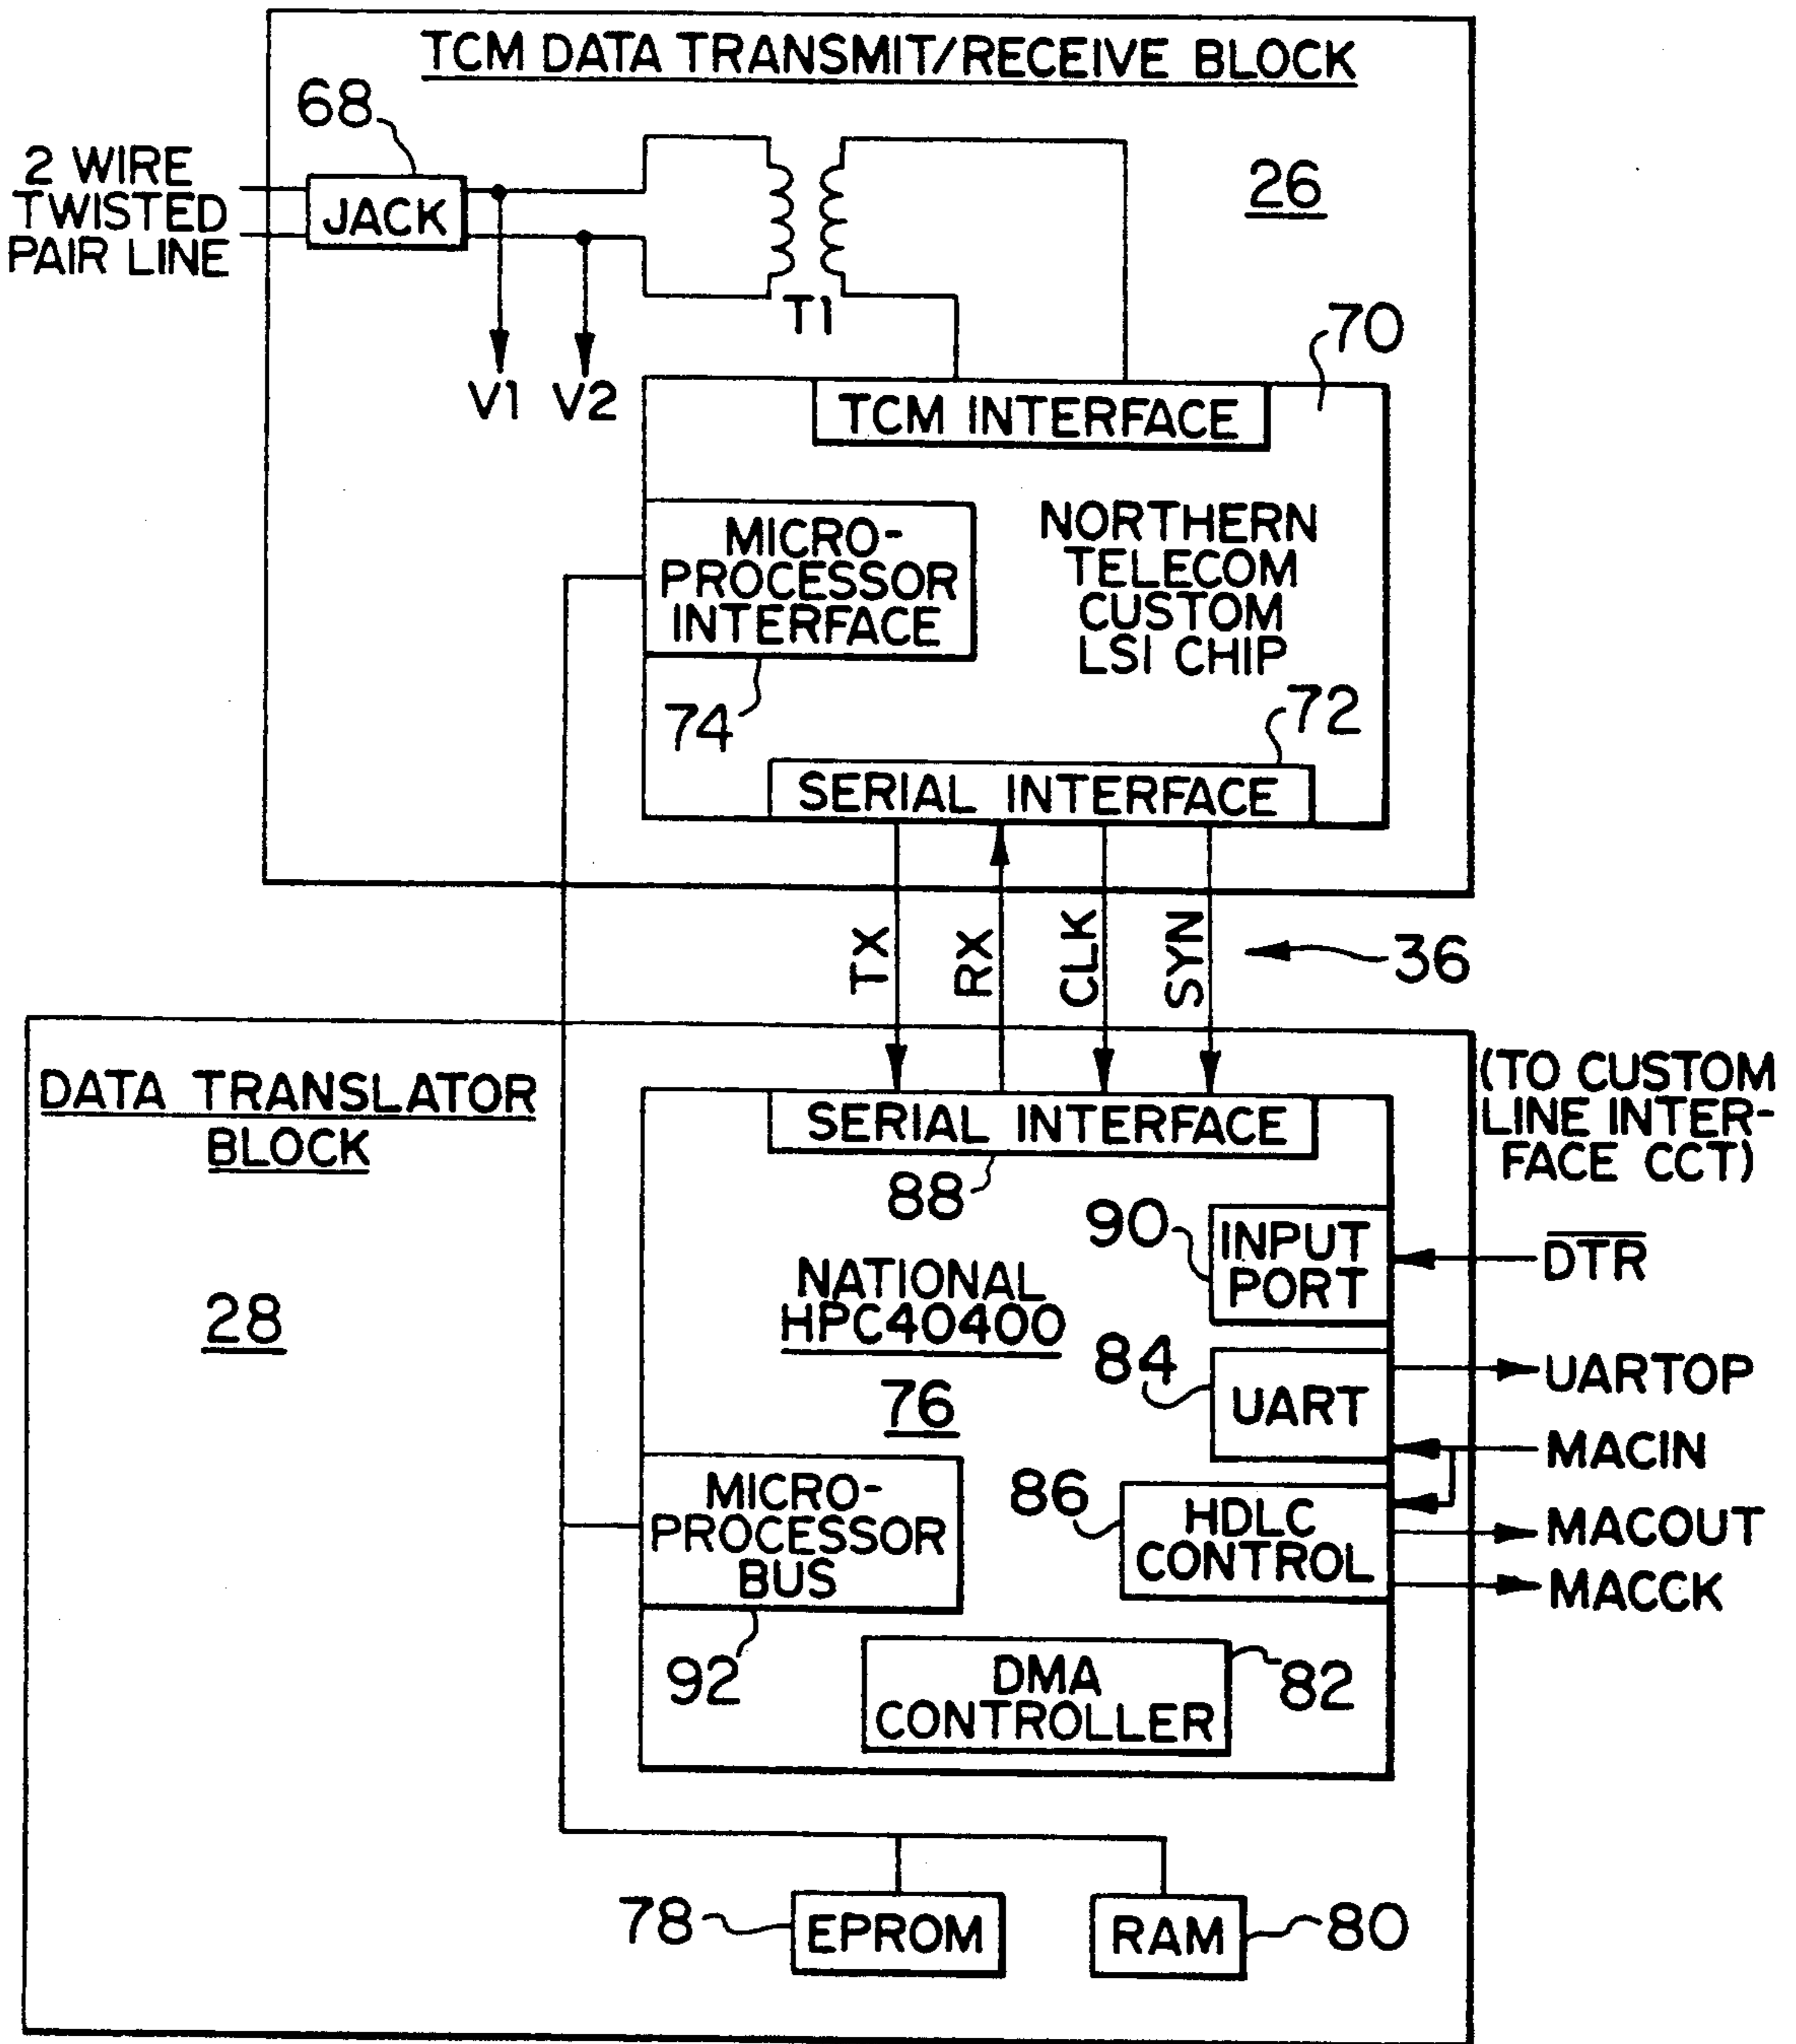 TCM DATA TRANSMIT/RECEIVE BLOCK
68
2 WIRE
TWISTED
PAIR LINE
JACK
26
T1
V1
V2
70
TCM INTERFACE
MICRO-
PROCESSOR
INTERFACE
NORTHERN
TELECOM
CUSTOM
LSI CHIP
74
72
SERIAL INTERFACE
TX
RX
CLK
SYN
36
DATA TRANSLATOR
BLOCK
28
SERIAL INTERFACE
88
(TO CUSTOM
LINE INTER-
FACE CCT)
90
INPUT
PORT
DTR
NATIONAL
HPC40400
76
84
UART
UARTOP
MACIN
MICRO-
PROCESSOR
BUS
92
86
HDLC
CONTROL
MACOUT
MACCK
DMA
CONTROLLER
82
78
EPROM
RAM
80